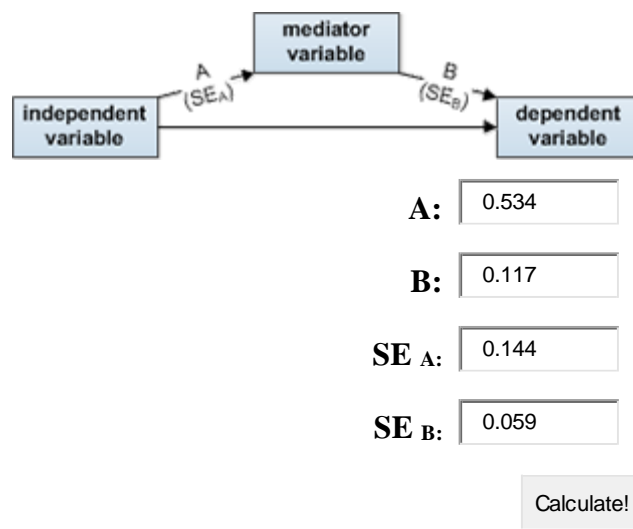 mediator
variable
A
(SEA)
B
(SEB)
independent
variable
dependent
variable
A: 0.534
B: 0.117
SE A: 0.144
SE B: 0.059
Calculate!